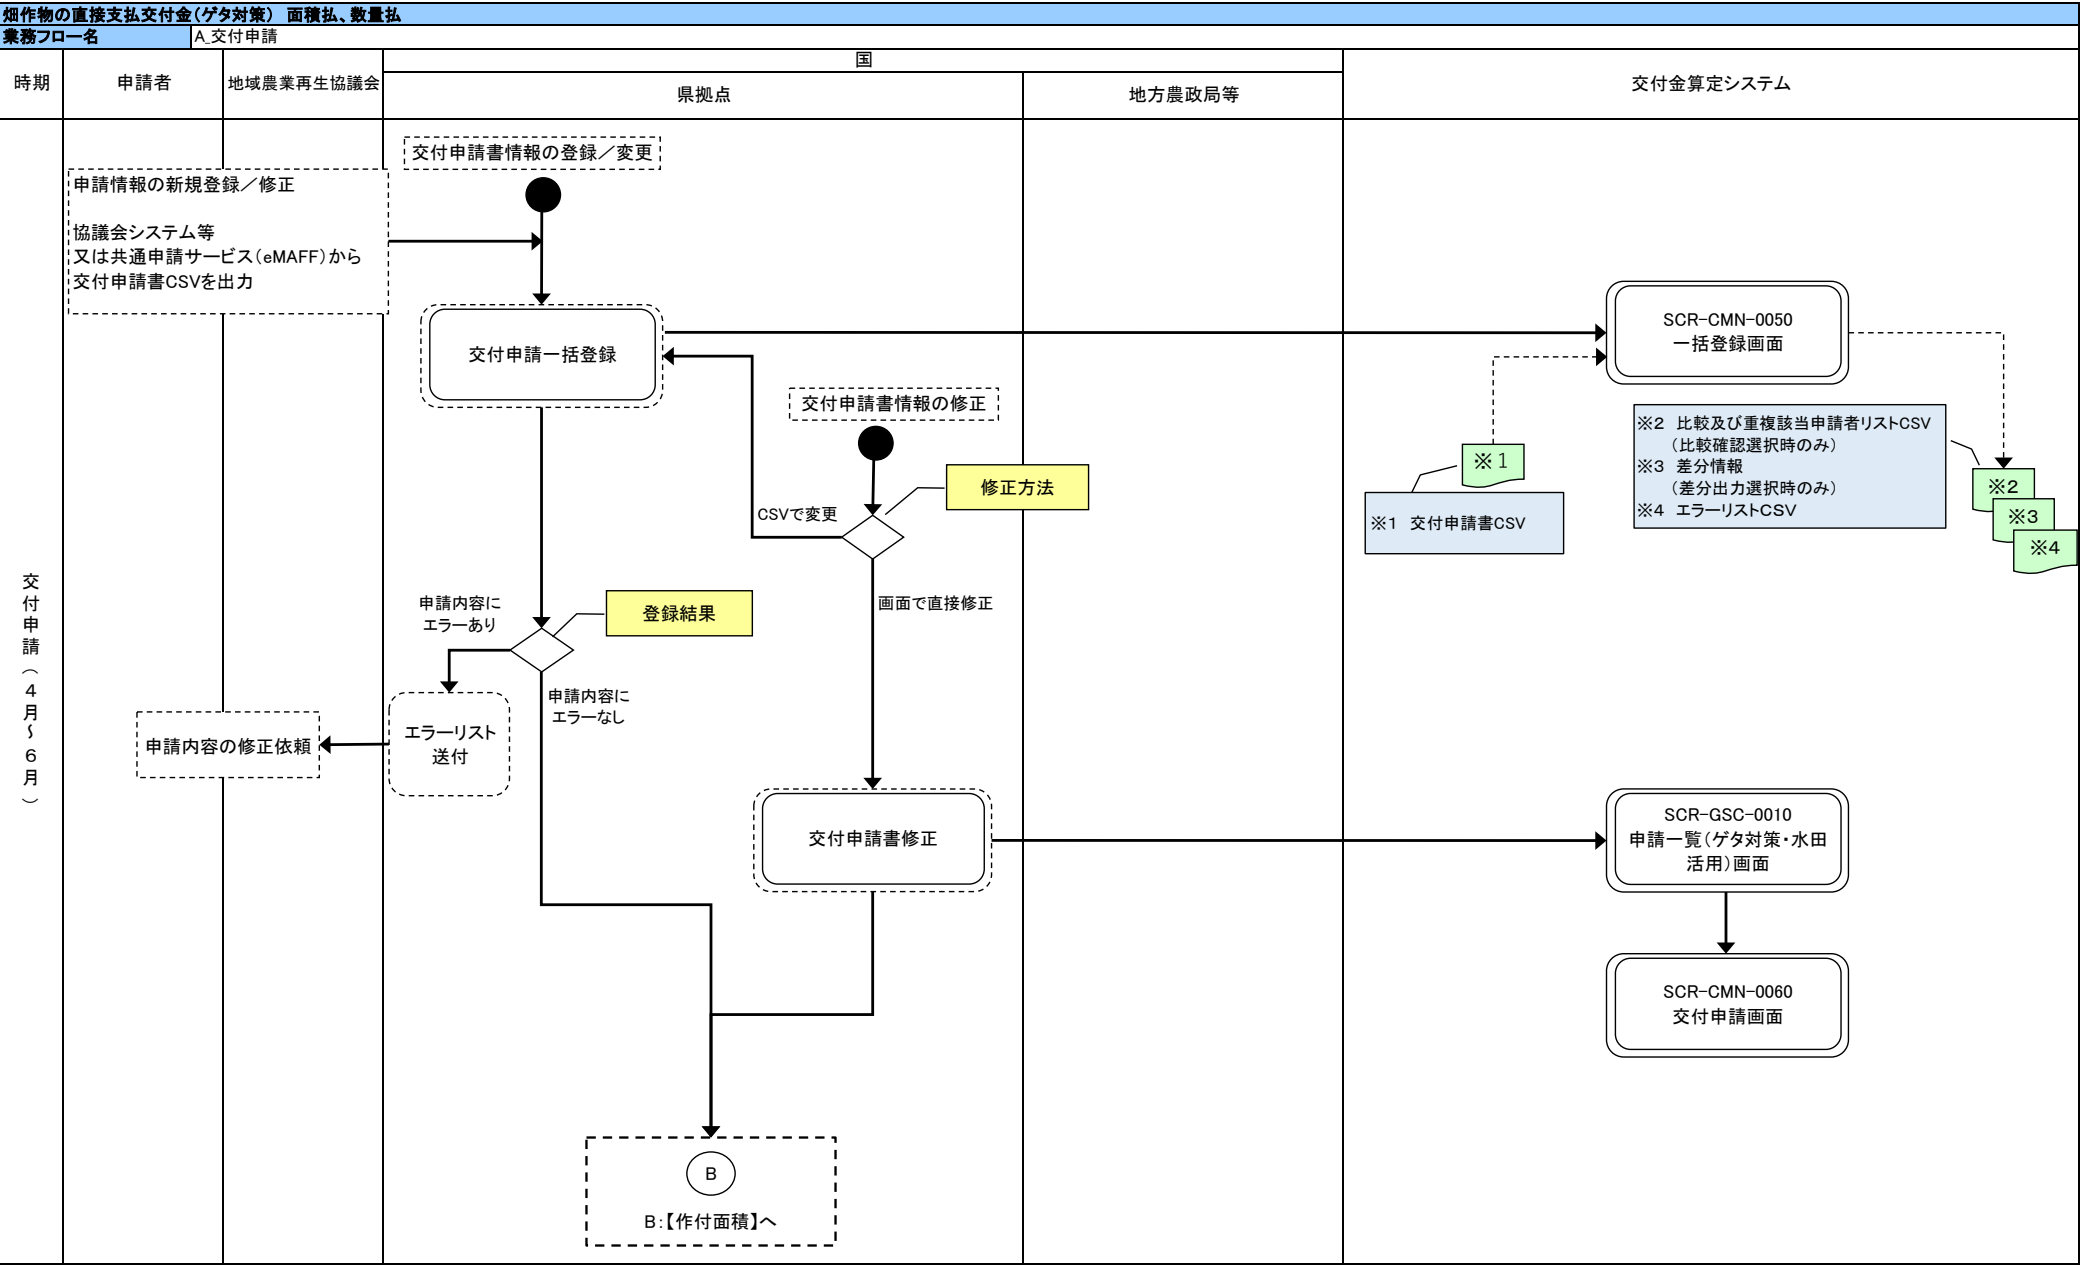 畑作物の直接支払交付金(ゲタ対策) 面積払、数量払
業務フロー名
A_交付申請
時期
申請者
地域農業再生協議会
国
県拠点
地方農政局等
交付金算定システム
交付申請(4月~6月)
交付申請書情報の登録/変更
申請情報の新規登録/修正
協議会システム等
又は共通申請サービス(eMAFF)から
交付申請書CSVを出力
交付申請一括登録
SCR-CMN-0050
一括登録画面
交付申請書情報の修正
修正方法
CSVで変更
画面で直接修正
※1
※1 交付申請書CSV
※2 比較及び重複該当申請者リストCSV
(比較確認選択時のみ)
※3 差分情報
(差分出力選択時のみ)
※4 エラーリストCSV
※2
※3
※4
申請内容に
エラーあり
登録結果
申請内容に
エラーなし
エラーリスト
送付
申請内容の修正依頼
交付申請書修正
SCR-GSC-0010
申請一覧(ゲタ対策・水田
活用)画面
SCR-CMN-0060
交付申請画面
B
B:【作付面積】へ